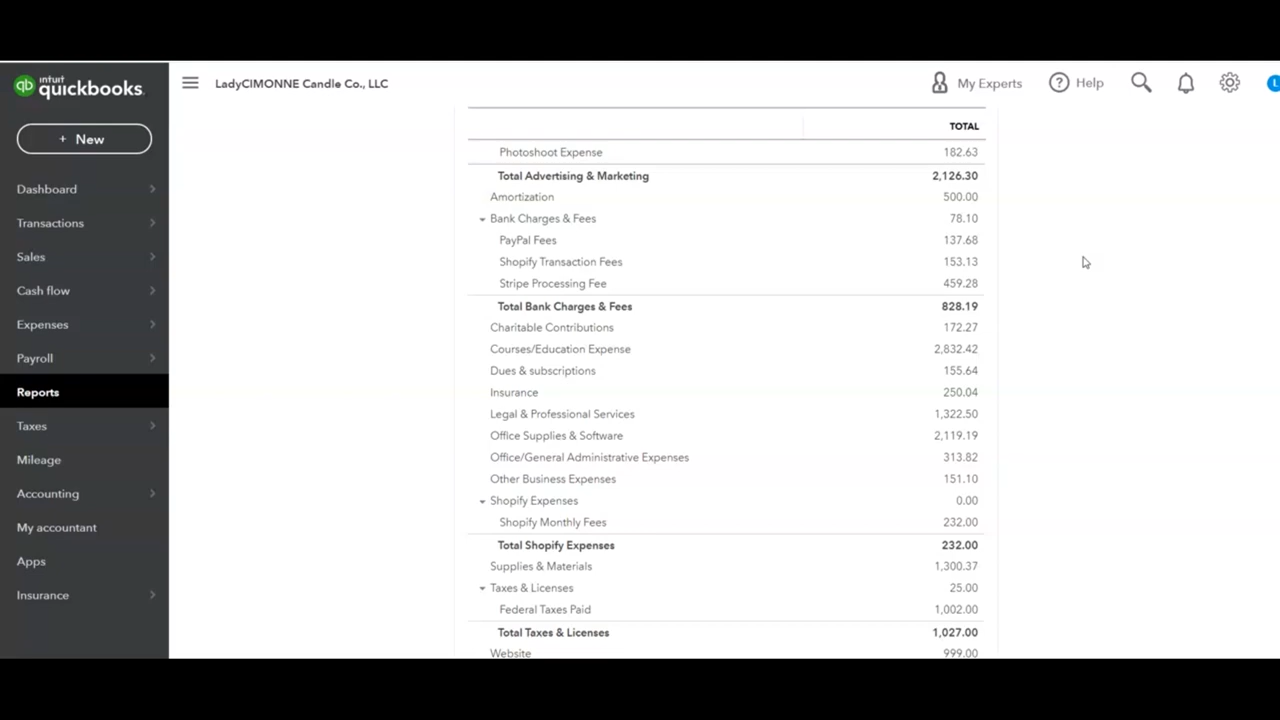 intuit
quickbooks.
LadyCIMONNE Candle Co., LLC
My Experts
Help
L
+ New
Dashboard
Transactions
Sales
Cash flow
Expenses
Payroll
Reports
Taxes
Mileage
Accounting
My accountant
Apps
Insurance
TOTAL
Photoshoot Expense 182.63
Total Advertising & Marketing 2,126.30
Amortization 500.00
Bank Charges & Fees 78.10
PayPal Fees 137.68
Shopify Transaction Fees 153.13
Stripe Processing Fee 459.28
Total Bank Charges & Fees 828.19
Charitable Contributions 172.27
Courses/Education Expense 2,832.42
Dues & subscriptions 155.64
Insurance 250.04
Legal & Professional Services 1,322.50
Office Supplies & Software 2,119.19
Office/General Administrative Expenses 313.82
Other Business Expenses 151.10
Shopify Expenses 0.00
Shopify Monthly Fees 232.00
Total Shopify Expenses 232.00
Supplies & Materials 1,300.37
Taxes & Licenses 25.00
Federal Taxes Paid 1,002.00
Total Taxes & Licenses 1,027.00
Website 999.00